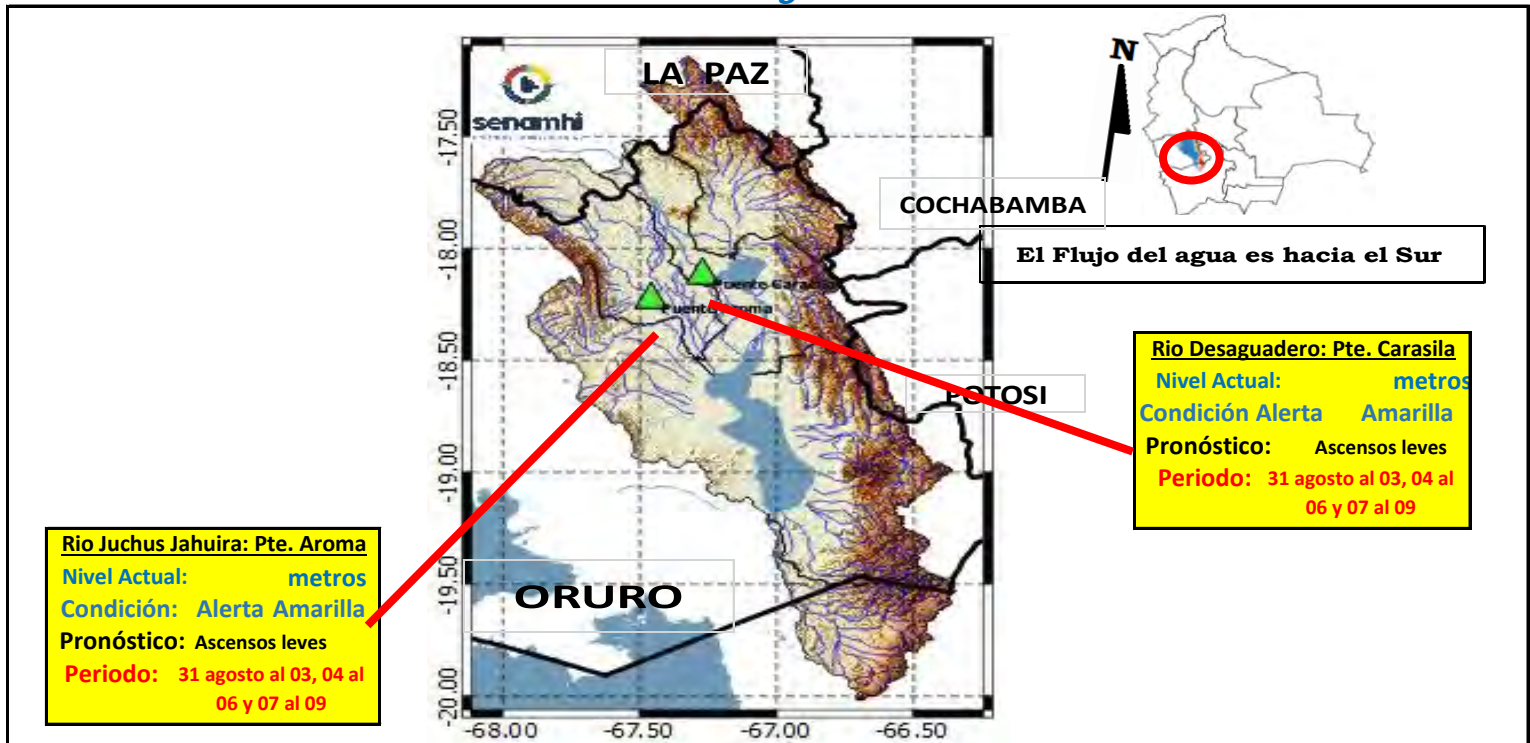 LA PAZ
senamhi
N
COCHABAMBA
El Flujo del agua es hacia el Sur
-17.50
-18.00
-18.50
-19.00
-19.50
-20.00
Puente
Puente
POTOSI
Rio Desaguadero: Pte. Carasila
Nivel Actual: metros
Condición Alerta Amarilla
Pronóstico: Ascensos leves
Periodo: 31 agosto al 03, 04 al
06 y 07 al 09
Rio Juchus Jahuira: Pte. Aroma
Nivel Actual: metros
Condición: Alerta Amarilla
Pronóstico: Ascensos leves
Periodo: 31 agosto al 03, 04 al
06 y 07 al 09
ORURO
-68.00 -67.50 -67.00 -66.50